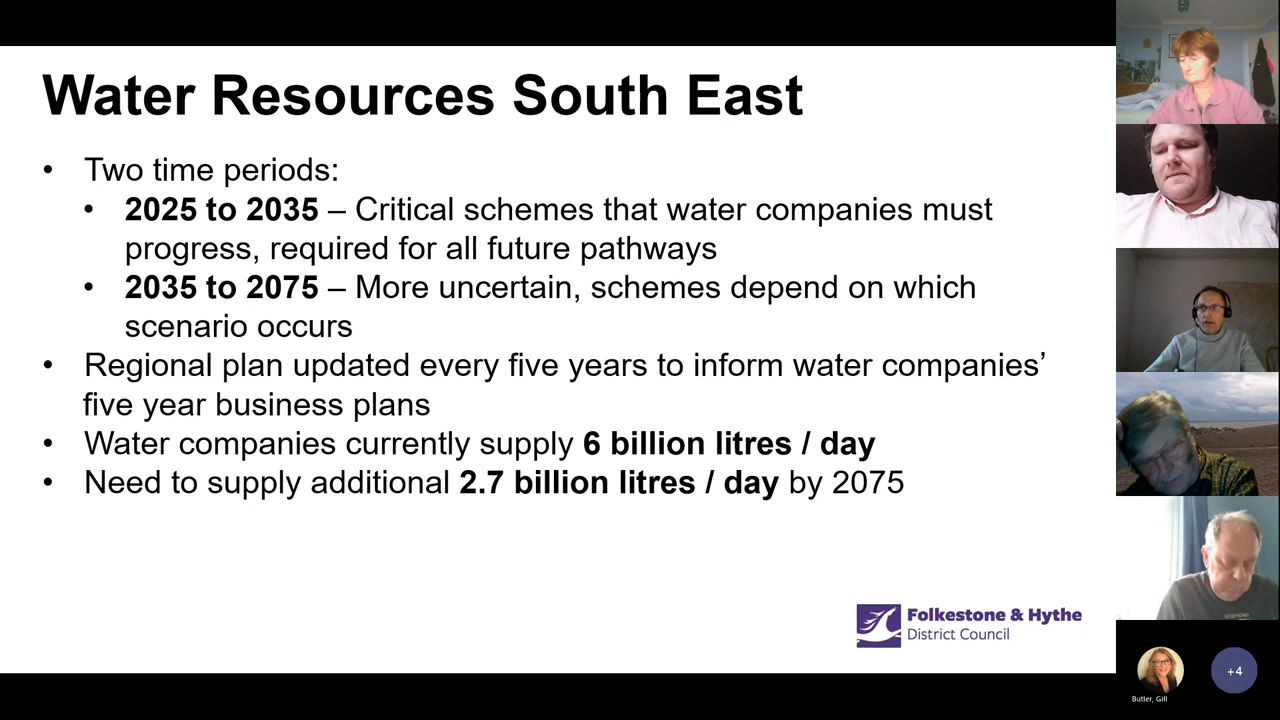 Water Resources South East
• Two time periods:
• 2025 to 2035 – Critical schemes that water companies must
progress, required for all future pathways
• 2035 to 2075 – More uncertain, schemes depend on which
scenario occurs
• Regional plan updated every five years to inform water companies’
five year business plans
• Water companies currently supply 6 billion litres / day
• Need to supply additional 2.7 billion litres / day by 2075
Folkestone & Hythe
District Council
Butler, Gill
+4